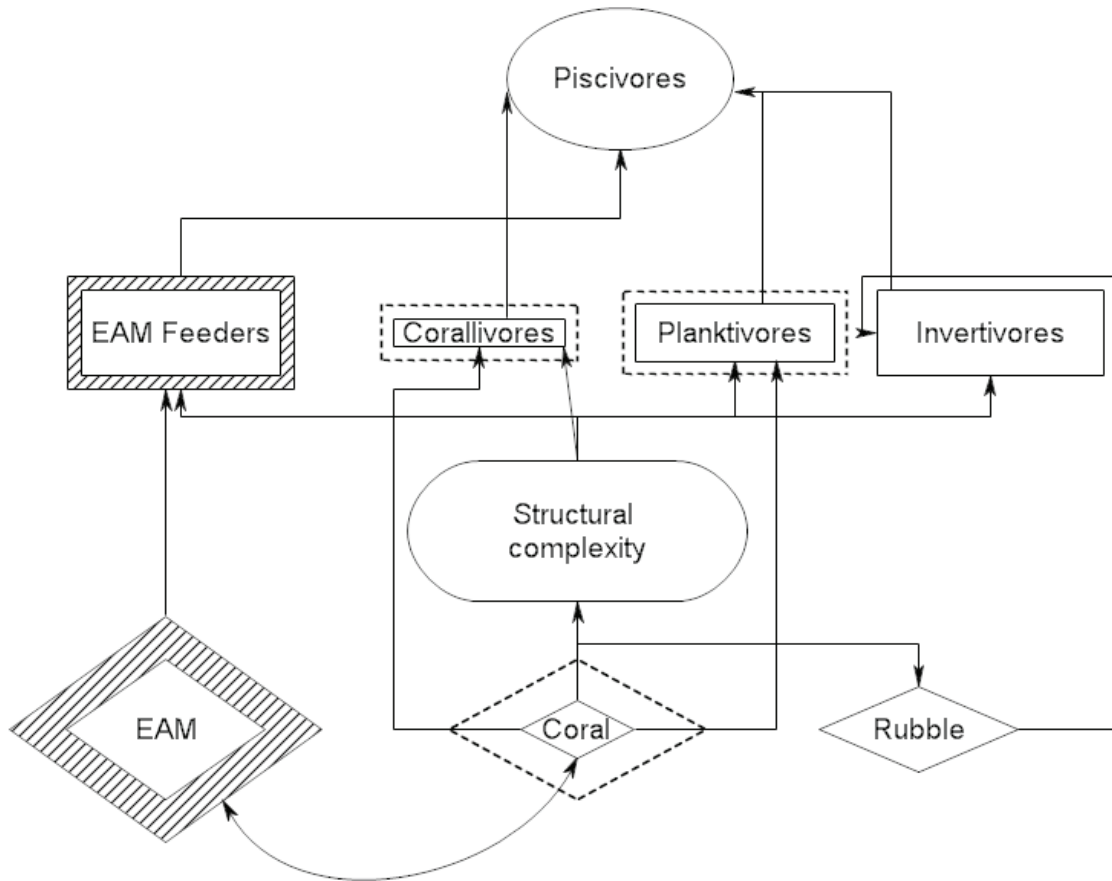 Piscivores
EAM Feeders
Corallivores
Planktivores
Invertivores
Structural
complexity
EAM
Coral
Rubble